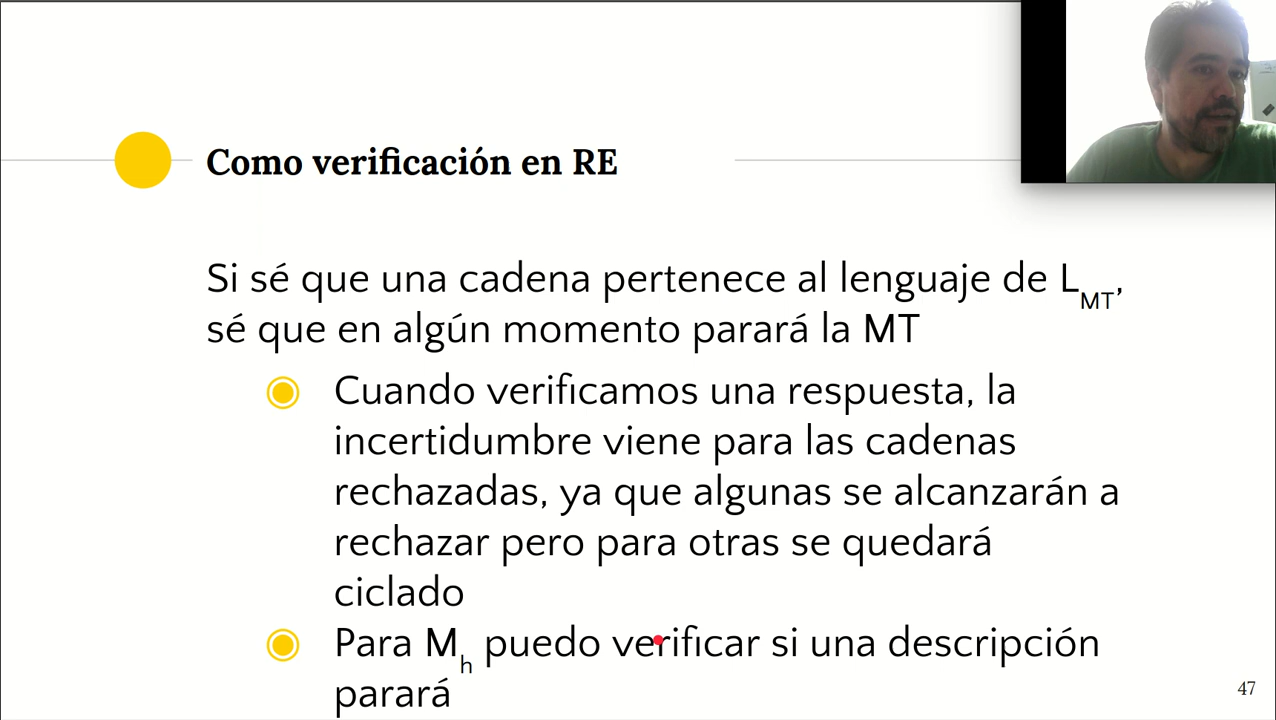 Como verificación en RE
Si sé que una cadena pertenece al lenguaje de L_MT,
sé que en algún momento parará la MT
Cuando verificamos una respuesta, la
incertidumbre viene para las cadenas
rechazadas, ya que algunas se alcanzarán a
rechazar pero para otras se quedará
ciclado
Para M_h puedo verificar si una descripción
parará
47